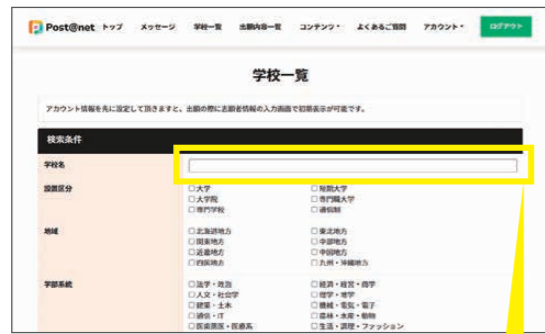 Post@net トップ メッセージ 学校一覧 出願内容一覧 コンテンツ・ よくあるご質問 アカウント・ ログアウト
学校一覧
アカウント情報を先に設定して頂きますと、出願の際に志願者情報の入力画面で初期表示が可能です。
検索条件
学校名
設置区分 □大学 □短期大学
□大学院 □専門職大学
□専門学校 □通信制
地域 □北海道地方 □東北地方
□関東地方 □中部地方
□近畿地方 □中国地方
□四国地方 □九州・沖縄地方
学部系統 □法学・政治 □経済・経営・商学
□人文・社会学 □理学・地学
□建築・土木 □機械・電気・電子
□通信・IT □農林・水産・動物
□医歯薬医・医療系 □生活・調理・ファッション